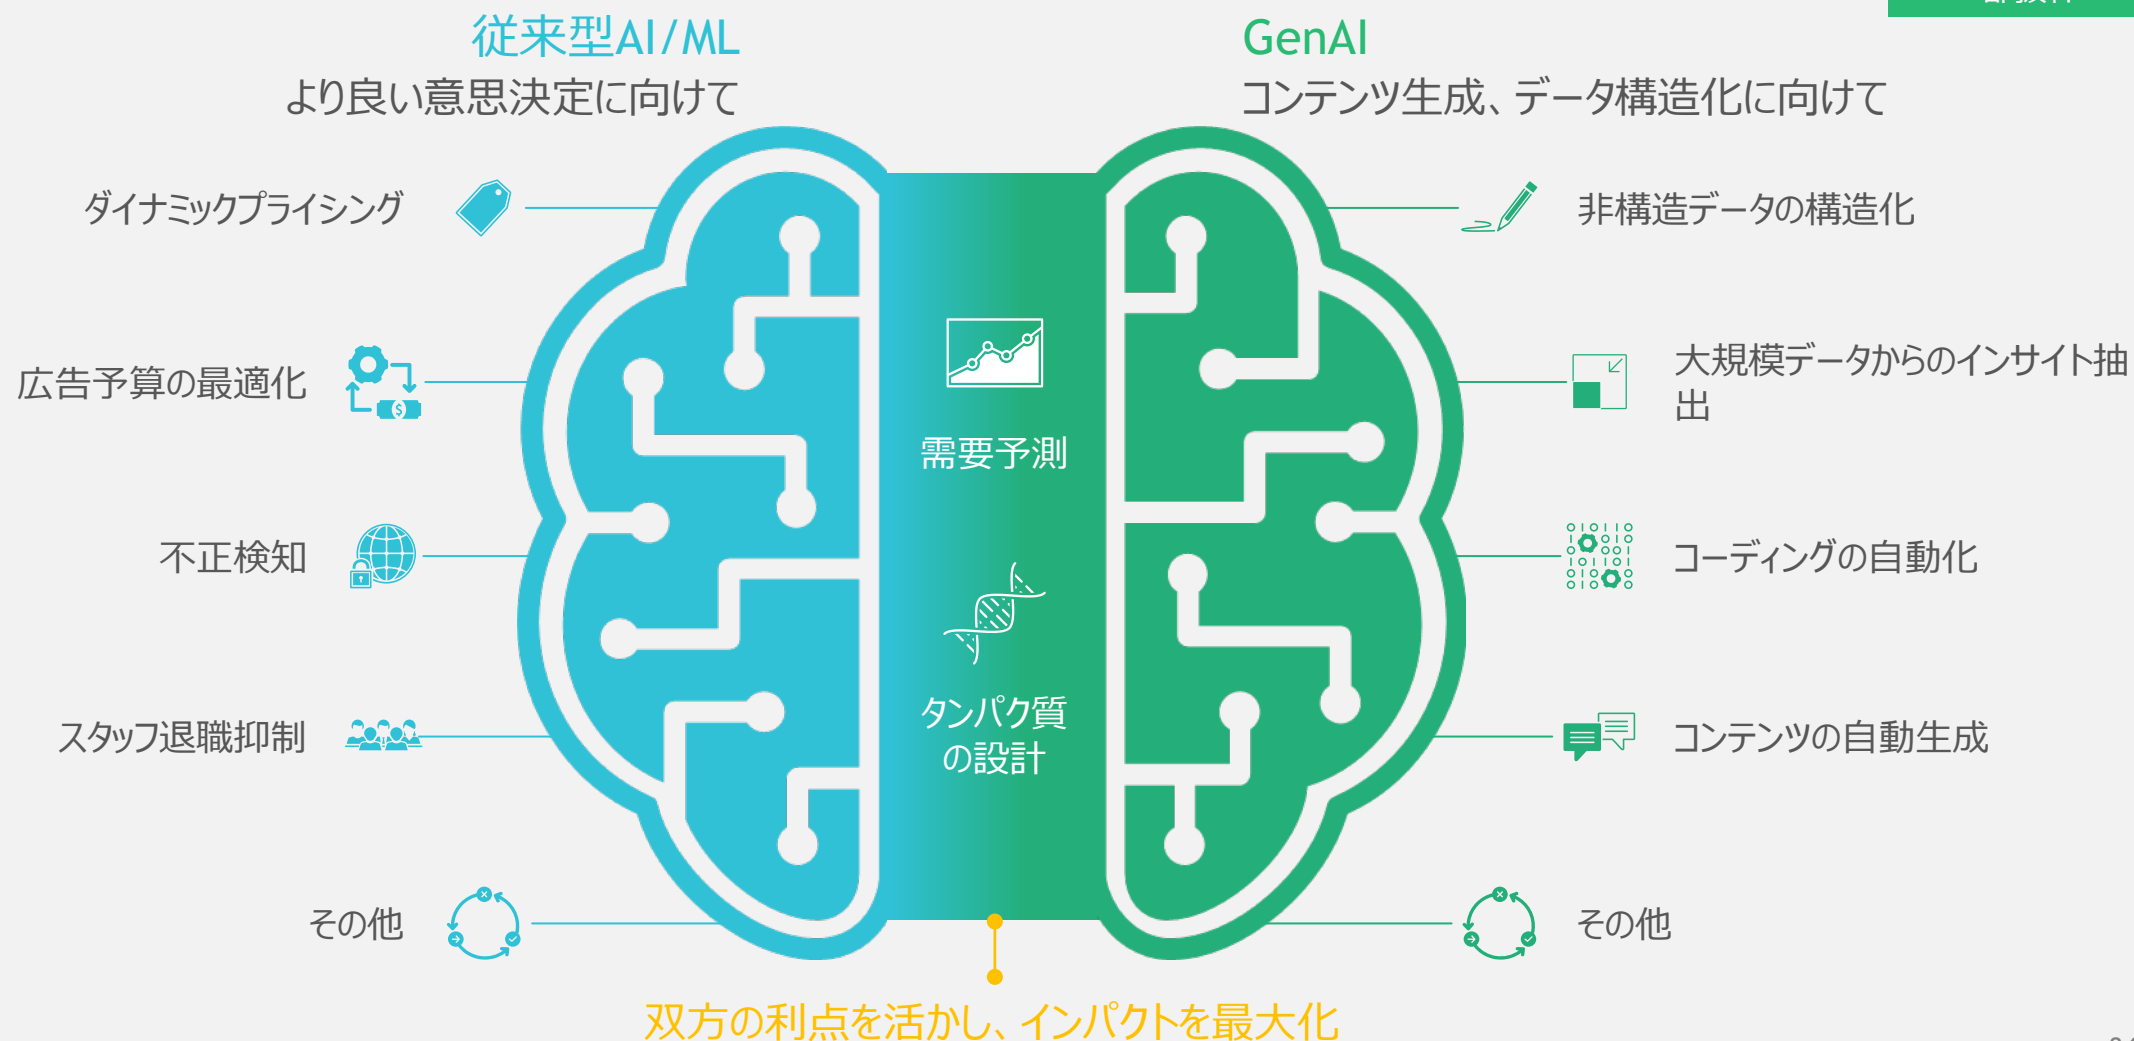 従来型AI/ML
より良い意思決定に向けて
GenAI
コンテンツ生成、データ構造化に向けて
ダイナミックプライシング
広告予算の最適化
不正検知
スタッフ退職抑制
その他
需要予測
タンパク質
の設計
非構造データの構造化
大規模データからのインサイト抽
出
コーディングの自動化
コンテンツの自動生成
その他
双方の利点を活かし、インパクトを最大化